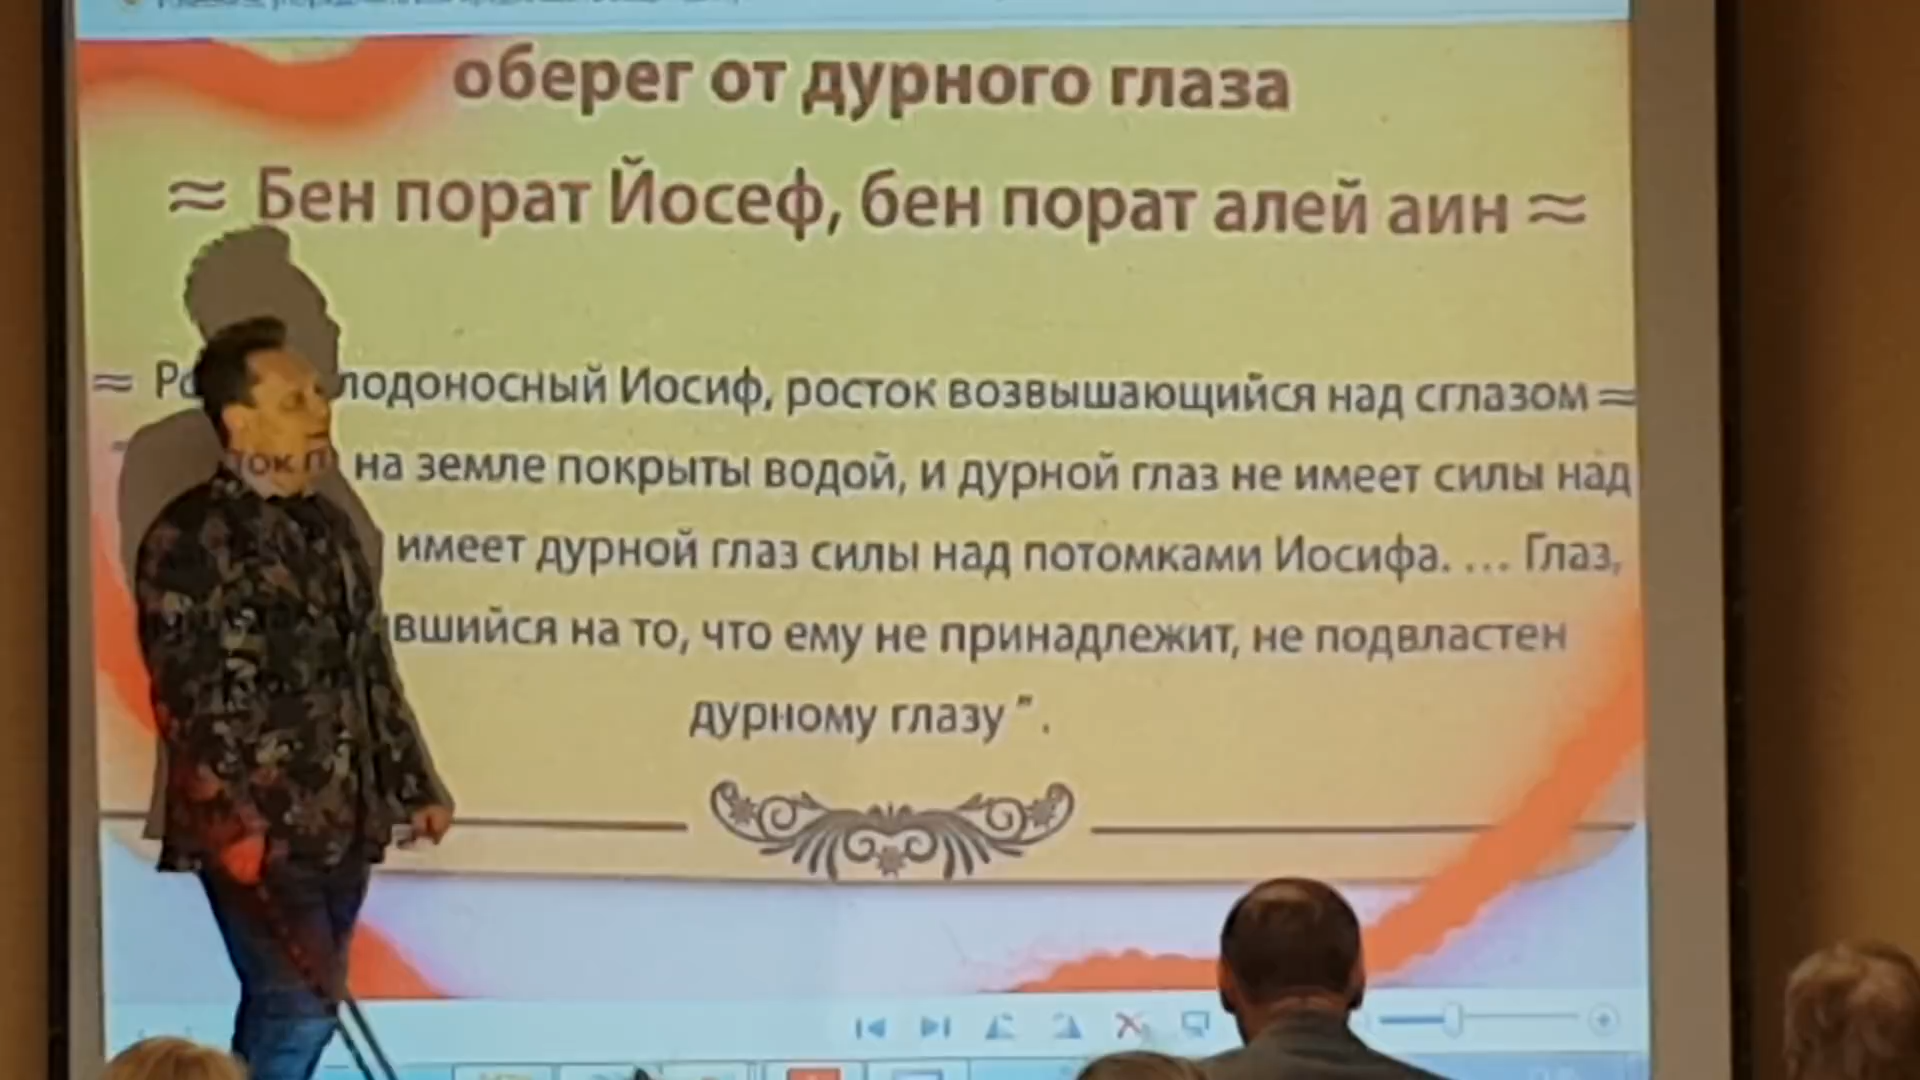 оберег от дурного глаза
≈ Бен порат Йосеф, бен порат алей аин ≈
≈ Иосиф, росток возвышающийся над сглазом ≈
на земле покрыты водой, и дурной глаз не имеет силы над
имеет дурной глаз силы над потомками Иосифа. ... Глаз,
на то, что ему не принадлежит, не подвластен
дурному глазу ".